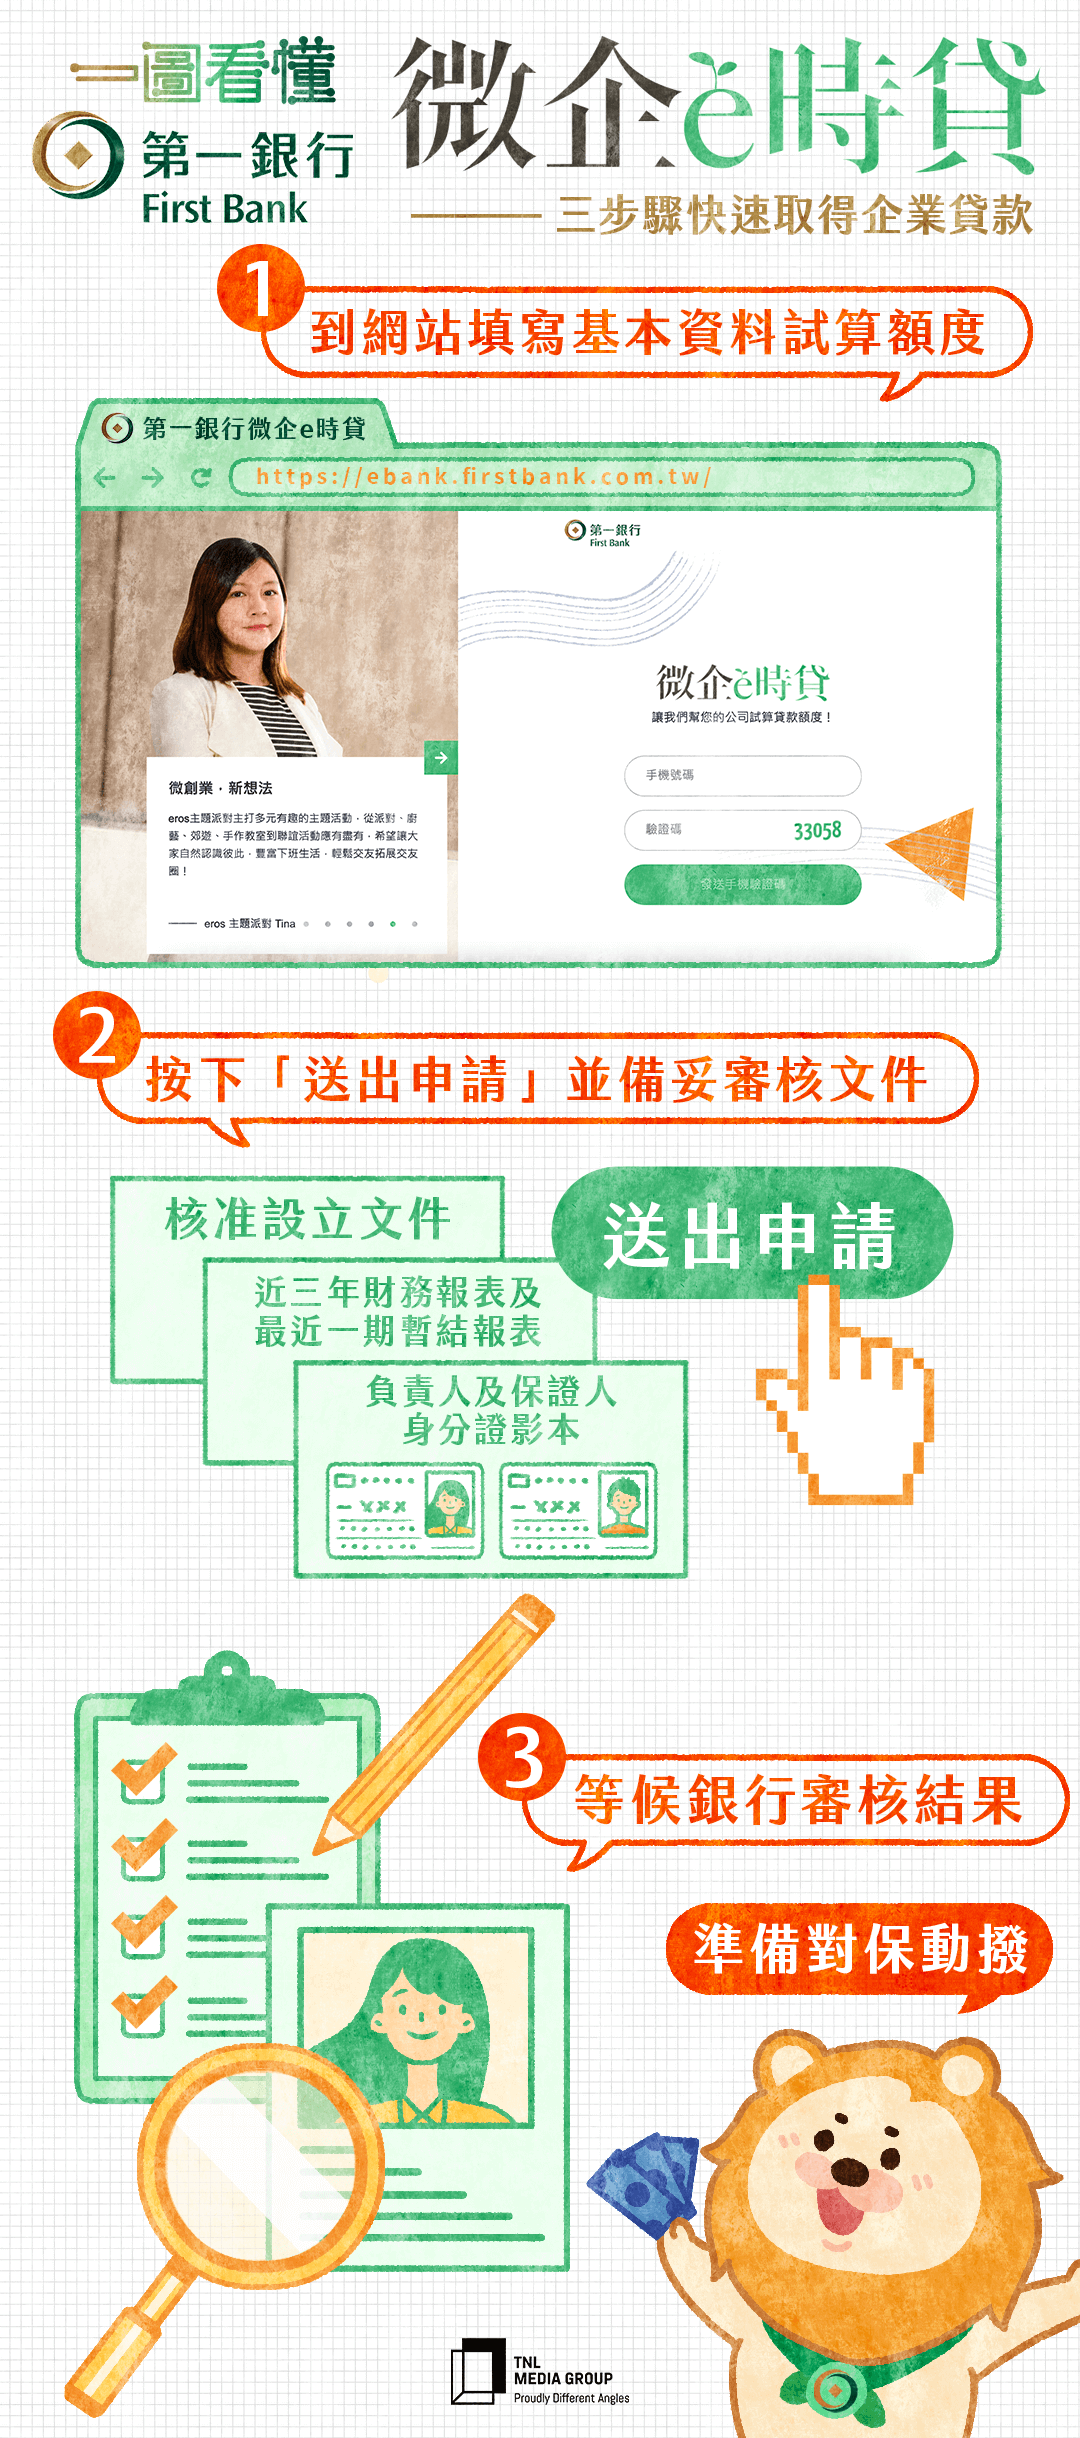 一圖看懂
第一銀行
First Bank
微企e時貸
三步驟快速取得企業貸款
1
到網站填寫基本資料試算額度
第一銀行微企e時貸
https://ebank.firstbank.com.tw/
第一銀行
First Bank
微企e時貸
讓我們幫您的公司試算貸款額度！
手機號碼
驗證碼 33058
發送手機驗證碼
微創業，新想法
eros主題派對主打多元有趣的主題活動，從派對、廚
藝、郊遊、手作教室到聯誼活動應有盡有，希望讓大
家自然認識彼此，豐富下班生活，輕鬆交友拓展交友
圈！
eros 主題派對 Tina
2
按下「送出申請」並備妥審核文件
核准設立文件
送出申請
近三年財務報表及
最近一期暫結報表
負責人及保證人
身分證影本
3
等候銀行審核結果
準備對保動撥
TNL
MEDIA GROUP
Proudly Different Angles